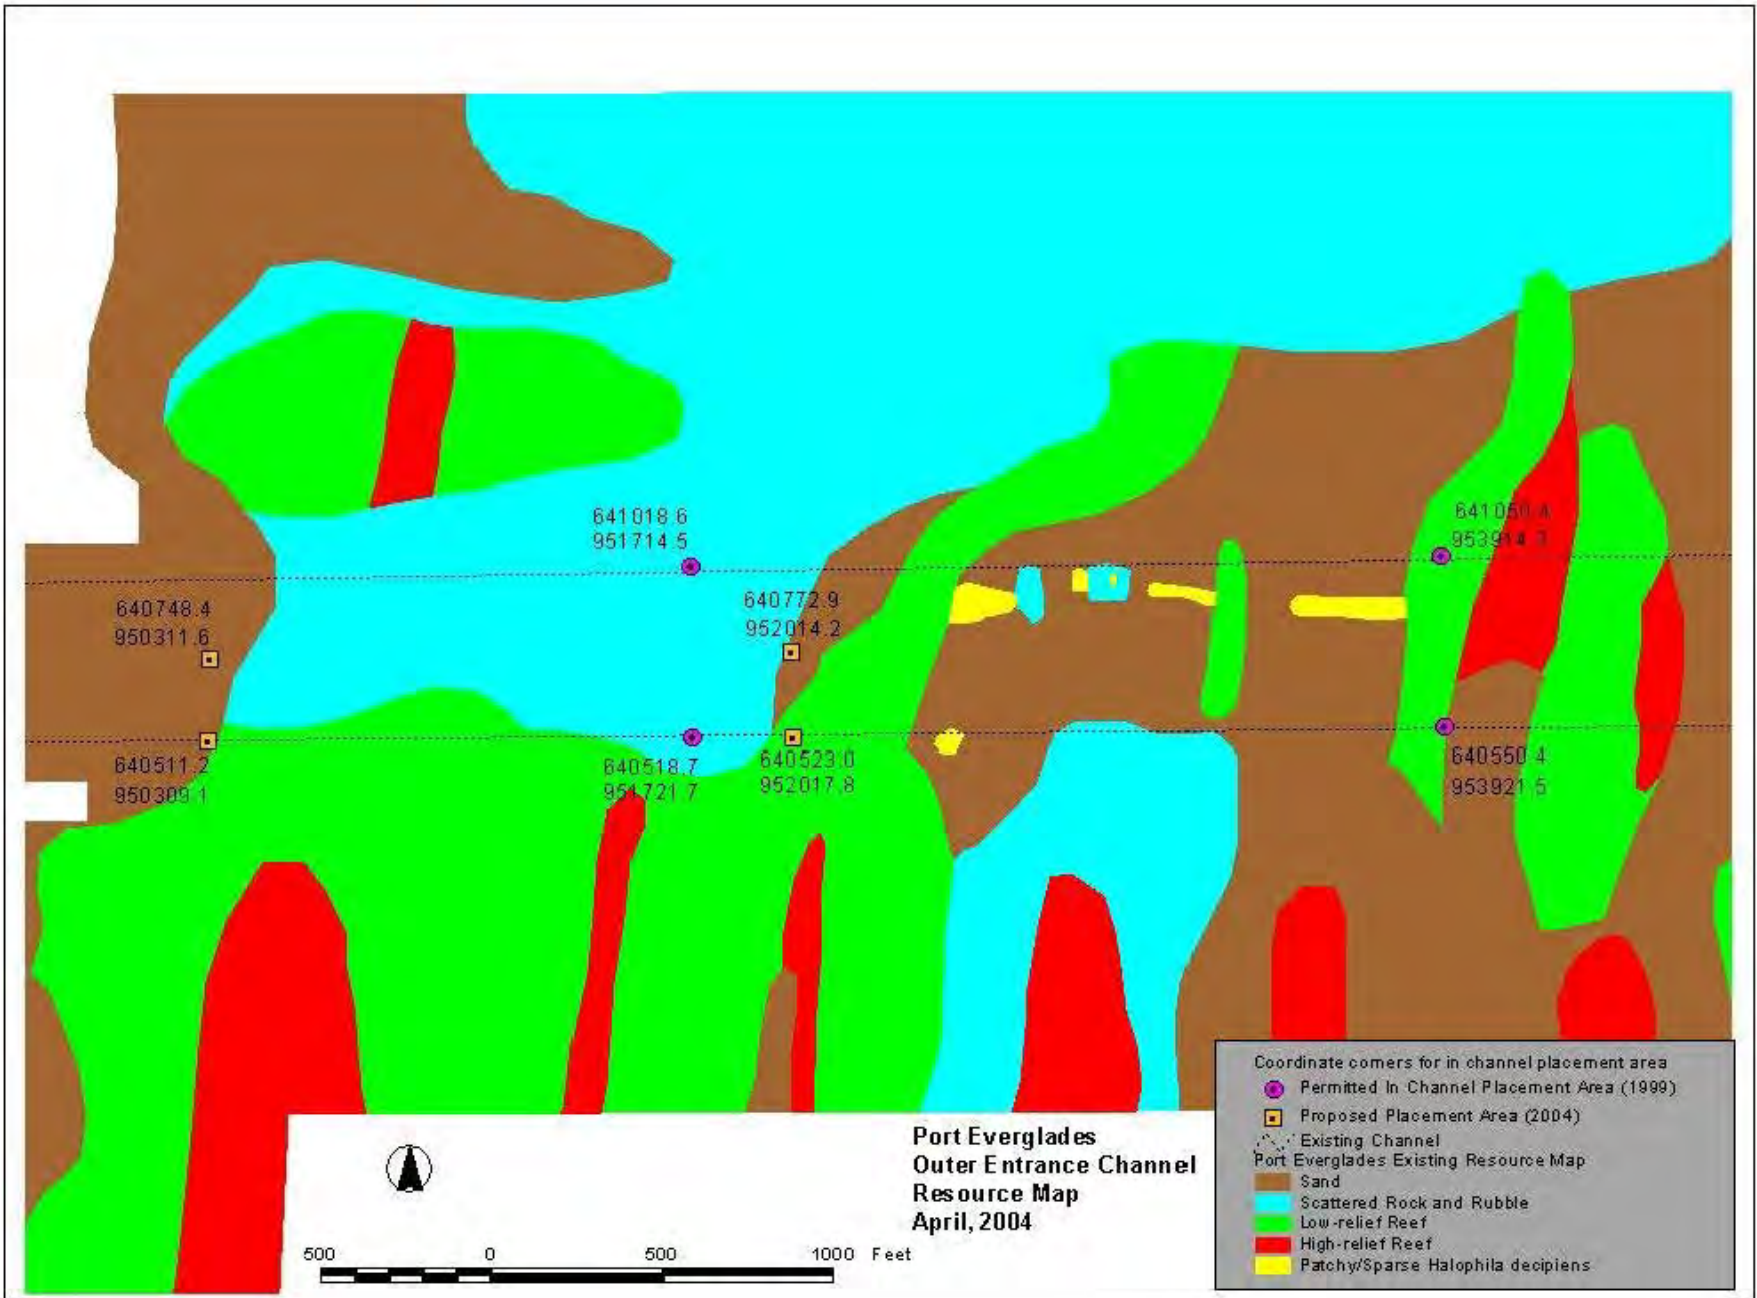 641018.6
951714.5
641050.4
953914.3
640748.4
950311.6
640772.9
952014.2
640511.2
950309.1
640518.7
951721.7
640523.0
952017.8
640550.4
953921.5
Coordinate corners for in channel placement area
Permitted In Channel Placement Area (1999)
Proposed Placement Area (2004)
Existing Channel
Port Everglades Existing Resource Map
Sand
Scattered Rock and Rubble
Low-relief Reef
High-relief Reef
Patchy/Sparse Halophila decipiens
Port Everglades
Outer Entrance Channel
Resource Map
April, 2004
500 0 500 1000 Feet